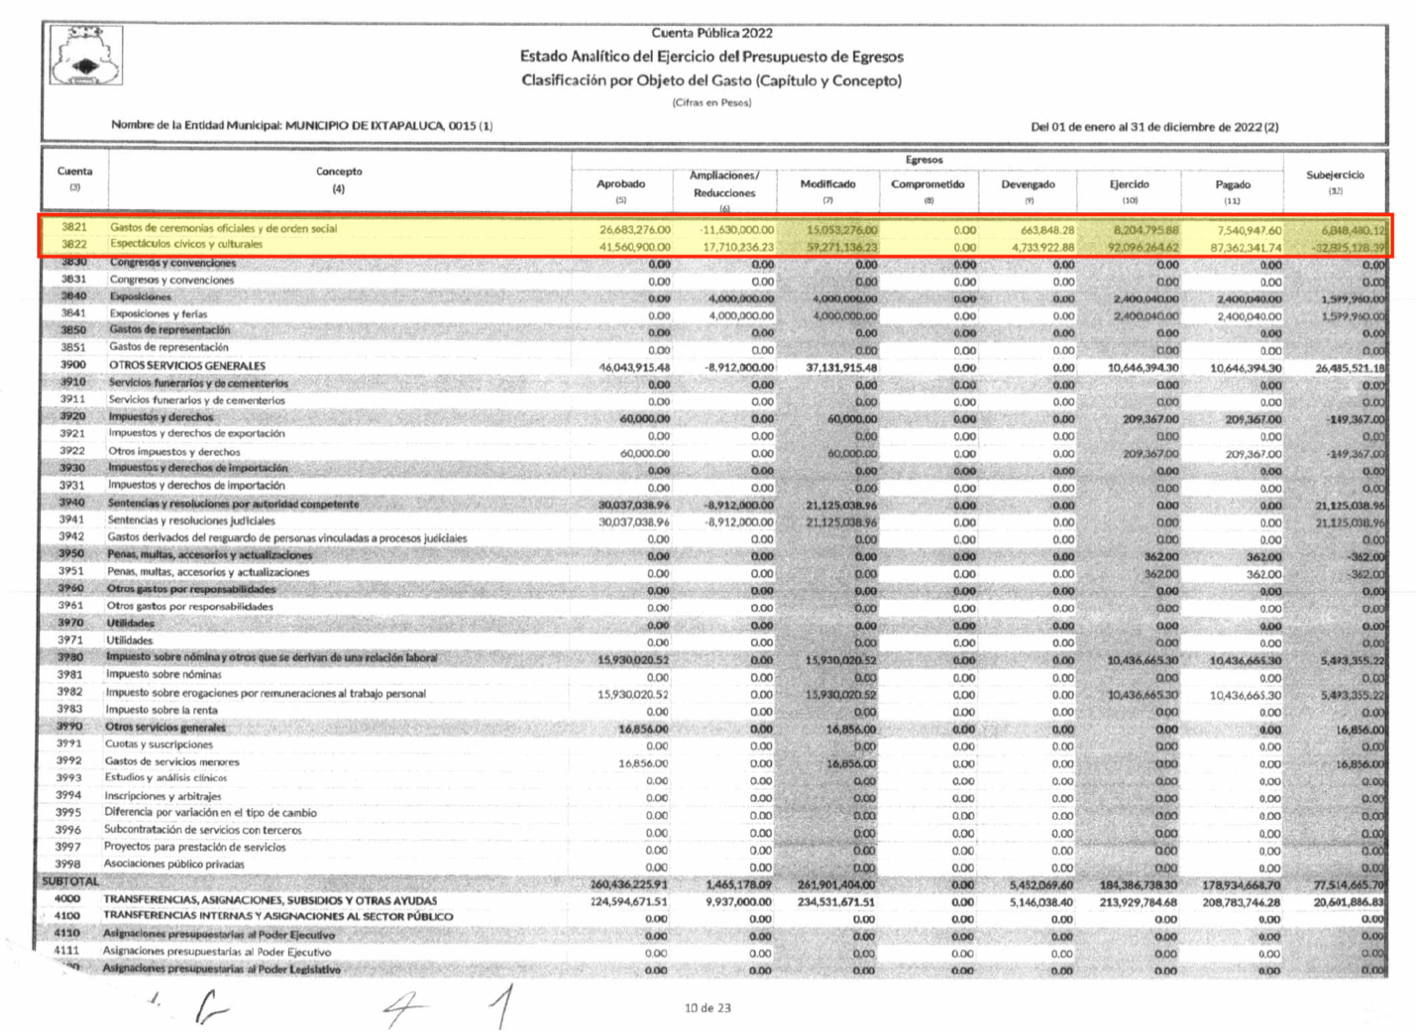 Cuenta Pública 2022
Estado Analítico del Ejercicio del Presupuesto de Egresos
Clasificación por Objeto del Gasto (Capítulo y Concepto)
(Cifras en Pesos)
Nombre de la Entidad Municipal: MUNICIPIO DE IXTAPALUCA, 0015 (1) Del 01 de enero al 31 de diciembre de 2022 (2)
Egresos
Cuenta Concepto Aprobado Ampliaciones/ Reducciones Modificado Comprometido Devengado Ejercido Pagado Subejercicio
(3) (4) (5) (6) (7) (8) (9) (10) (11) (12)
3821 Gastos de ceremonias oficiales y de orden social 26,683,276.00 -11,630,000.00 15,053,276.00 0.00 663,848.28 8,204,795.88 7,540,947.60 6,848,480.12
3822 Espectáculos cívicos y culturales 41,560,900.00 17,710,236.23 59,271,136.23 0.00 4,733,922.88 92,096,264.62 87,362,341.74 -32,825,128.39
3830 Congresos y convenciones 0.00 0.00 0.00 0.00 0.00 0.00 0.00 0.00
3831 Congresos y convenciones 0.00 0.00 0.00 0.00 0.00 0.00 0.00 0.00
3840 Exposiciones 0.00 4,000,000.00 4,000,000.00 0.00 0.00 2,400,040.00 2,400,040.00 1,599,960.00
3841 Exposiciones y ferias 0.00 4,000,000.00 4,000,000.00 0.00 0.00 2,400,040.00 2,400,040.00 1,599,960.00
3850 Gastos de representación 0.00 0.00 0.00 0.00 0.00 0.00 0.00 0.00
3851 Gastos de representación 0.00 0.00 0.00 0.00 0.00 0.00 0.00 0.00
3900 OTROS SERVICIOS GENERALES 46,043,915.48 -8,912,000.00 37,131,915.48 0.00 0.00 10,646,394.30 10,646,394.30 26,485,521.18
3910 Servicios funerarios y de cementerios 0.00 0.00 0.00 0.00 0.00 0.00 0.00 0.00
3911 Servicios funerarios y de cementerios 0.00 0.00 0.00 0.00 0.00 0.00 0.00 0.00
3920 Impuestos y derechos 60,000.00 0.00 60,000.00 0.00 0.00 209,367.00 209,367.00 -149,367.00
3921 Impuestos y derechos de exportación 0.00 0.00 0.00 0.00 0.00 0.00 0.00 0.00
3922 Otros impuestos y derechos 60,000.00 0.00 60,000.00 0.00 0.00 209,367.00 209,367.00 -149,367.00
3930 Impuestos y derechos de importación 0.00 0.00 0.00 0.00 0.00 0.00 0.00 0.00
3931 Impuestos y derechos de importación 0.00 0.00 0.00 0.00 0.00 0.00 0.00 0.00
3940 Sentencias y resoluciones por autoridad competente 30,037,038.96 -8,912,000.00 21,125,038.96 0.00 0.00 0.00 0.00 21,125,038.96
3941 Sentencias y resoluciones judiciales 30,037,038.96 -8,912,000.00 21,125,038.96 0.00 0.00 0.00 0.00 21,125,038.96
3942 Gastos derivados del resguardo de personas vinculadas a procesos judiciales 0.00 0.00 0.00 0.00 0.00 0.00 0.00 0.00
3950 Penas, multas, accesorios y actualizaciones 0.00 0.00 0.00 0.00 0.00 362.00 362.00 -362.00
3951 Penas, multas, accesorios y actualizaciones 0.00 0.00 0.00 0.00 0.00 362.00 362.00 -362.00
3960 Otros gastos por responsabilidades 0.00 0.00 0.00 0.00 0.00 0.00 0.00 0.00
3961 Otros gastos por responsabilidades 0.00 0.00 0.00 0.00 0.00 0.00 0.00 0.00
3970 Utilidades 0.00 0.00 0.00 0.00 0.00 0.00 0.00 0.00
3971 Utilidades 0.00 0.00 0.00 0.00 0.00 0.00 0.00 0.00
3980 Impuesto sobre nómina y otros que se derivan de una relación laboral 15,930,020.52 0.00 15,930,020.52 0.00 0.00 10,436,665.30 10,436,665.30 5,493,355.22
3981 Impuesto sobre nóminas 0.00 0.00 0.00 0.00 0.00 0.00 0.00 0.00
3982 Impuesto sobre erogaciones por remuneraciones al trabajo personal 15,930,020.52 0.00 15,930,020.52 0.00 0.00 10,436,665.30 10,436,665.30 5,493,355.22
3983 Impuesto sobre la renta 0.00 0.00 0.00 0.00 0.00 0.00 0.00 0.00
3990 Otros servicios generales 16,856.00 0.00 16,856.00 0.00 0.00 0.00 0.00 16,856.00
3991 Cuotas y suscripciones 0.00 0.00 0.00 0.00 0.00 0.00 0.00 0.00
3992 Gastos de servicios menores 16,856.00 0.00 16,856.00 0.00 0.00 0.00 0.00 16,856.00
3993 Estudios y análisis clínicos 0.00 0.00 0.00 0.00 0.00 0.00 0.00 0.00
3994 Inscripciones y arbitrajes 0.00 0.00 0.00 0.00 0.00 0.00 0.00 0.00
3995 Diferencia por variación en el tipo de cambio 0.00 0.00 0.00 0.00 0.00 0.00 0.00 0.00
3996 Subcontratación de servicios con terceros 0.00 0.00 0.00 0.00 0.00 0.00 0.00 0.00
3997 Proyectos para prestación de servicios 0.00 0.00 0.00 0.00 0.00 0.00 0.00 0.00
3998 Asociaciones público privadas 0.00 0.00 0.00 0.00 0.00 0.00 0.00 0.00
SUBTOTAL 260,436,225.91 1,465,178.09 261,901,404.00 0.00 5,452,069.60 184,386,738.30 178,934,668.70 77,514,665.70
4000 TRANSFERENCIAS, ASIGNACIONES, SUBSIDIOS Y OTRAS AYUDAS 224,594,671.51 9,937,000.00 234,531,671.51 0.00 5,146,038.40 213,929,784.68 208,783,746.28 20,601,886.83
4100 TRANSFERENCIAS INTERNAS Y ASIGNACIONES AL SECTOR PÚBLICO 0.00 0.00 0.00 0.00 0.00 0.00 0.00 0.00
4110 Asignaciones presupuestarias al Poder Ejecutivo 0.00 0.00 0.00 0.00 0.00 0.00 0.00 0.00
4111 Asignaciones presupuestarias al Poder Ejecutivo 0.00 0.00 0.00 0.00 0.00 0.00 0.00 0.00
Asignaciones presupuestarias al Poder Legislativo 0.00 0.00 0.00 0.00 0.00 0.00 0.00 0.00
10 de 23